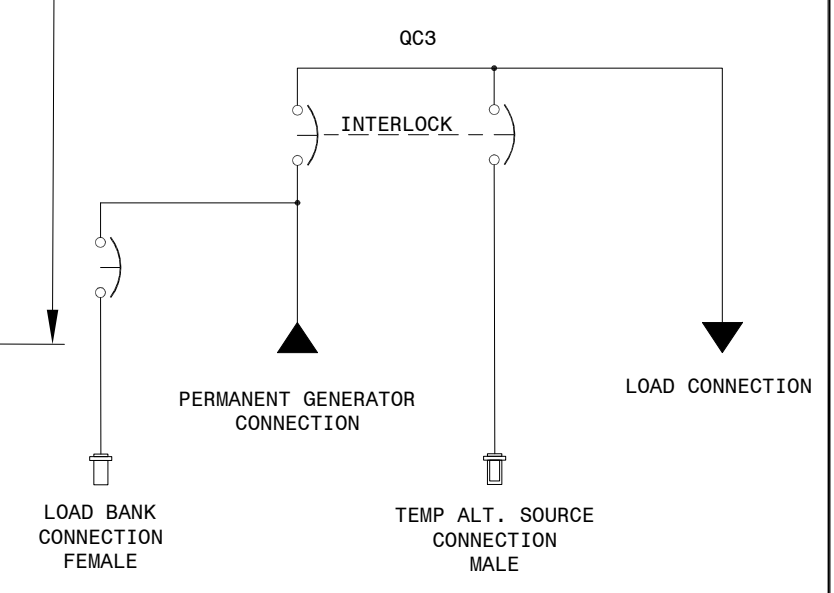 QC3
INTERLOCK
LOAD CONNECTION
PERMANENT GENERATOR
CONNECTION
LOAD BANK
CONNECTION
FEMALE
TEMP ALT. SOURCE
CONNECTION
MALE